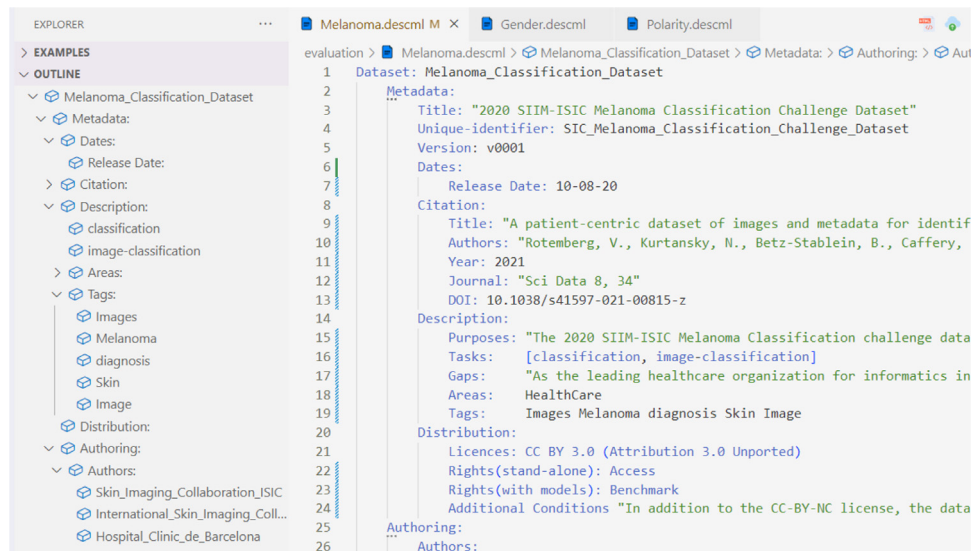 EXPLORER ...
EXAMPLES
OUTLINE
Melanoma_Classification_Dataset
Metadata:
Dates:
Release Date:
Citation:
Description:
classification
image-classification
Areas:
Tags:
Images
Melanoma
diagnosis
Skin
Image
Distribution:
Authoring:
Authors:
Skin_Imaging_Collaboration_ISIC
International_Skin_Imaging_Coll...
Hospital_Clinic_de_Barcelona
Melanoma.descml M Gender.descml Polarity.descml
evaluation > Melanoma.descml > Melanoma_Classification_Dataset > Metadata: > Authoring: > Aut
1 Dataset: Melanoma_Classification_Dataset
2 Metadata:
3 Title: "2020 SIIM-ISIC Melanoma Classification Challenge Dataset"
4 Unique-identifier: SIC_Melanoma_Classification_Challenge_Dataset
5 Version: v0001
6 Dates:
7 Release Date: 10-08-20
8 Citation:
9 Title: "A patient-centric dataset of images and metadata for identif
10 Authors: "Rotemberg, V., Kurtansky, N., Betz-Stablein, B., Caffery,
11 Year: 2021
12 Journal: "Sci Data 8, 34"
13 DOI: 10.1038/s41597-021-00815-z
14 Description:
15 Purposes: "The 2020 SIIM-ISIC Melanoma Classification challenge data
16 Tasks: [classification, image-classification]
17 Gaps: "As the leading healthcare organization for informatics in
18 Areas: HealthCare
19 Tags: Images Melanoma diagnosis Skin Image
20 Distribution:
21 Licences: CC BY 3.0 (Attribution 3.0 Unported)
22 Rights(stand-alone): Access
23 Rights(with models): Benchmark
24 Additional Conditions "In addition to the CC-BY-NC license, the data
25 Authoring:
26 Authors: